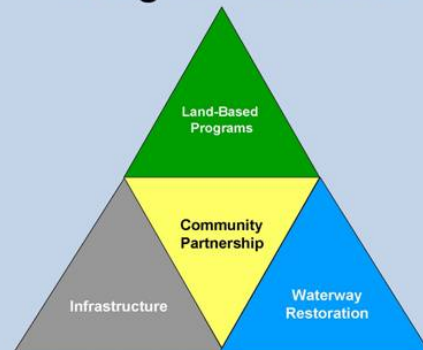 Land-Based
Programs
Community
Partnership
Infrastructure
Waterway
Restoration